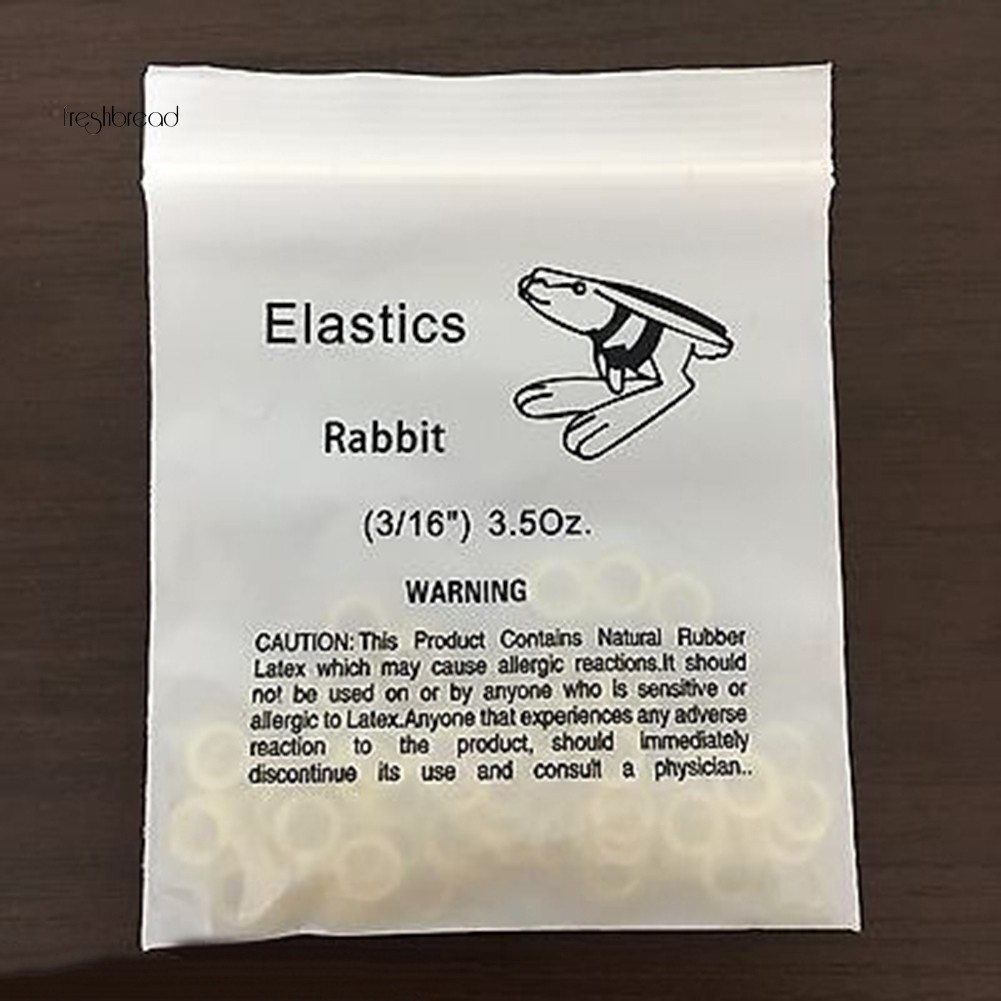 freshbread
Elastics
Rabbit
(3/16") 3.5Oz.
WARNING
CAUTION: This Product Contains Natural Rubber
Latex which may cause allergic reactions.It should
not be used on or by anyone who is sensitive or
allergic to Latex.Anyone that experiences any adverse
reaction to the product, should immediately
discontinue its use and consult a physician..